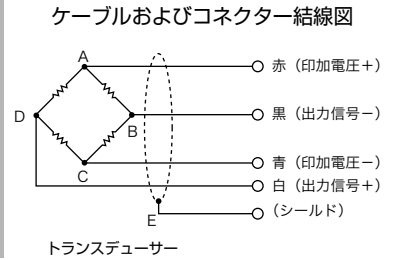 ケーブルおよびコネクター結線図
A
赤（印加電圧＋）
D
B
黒（出力信号－）
C
青（印加電圧－）
白（出力信号＋）
E
（シールド）
トランスデューサー